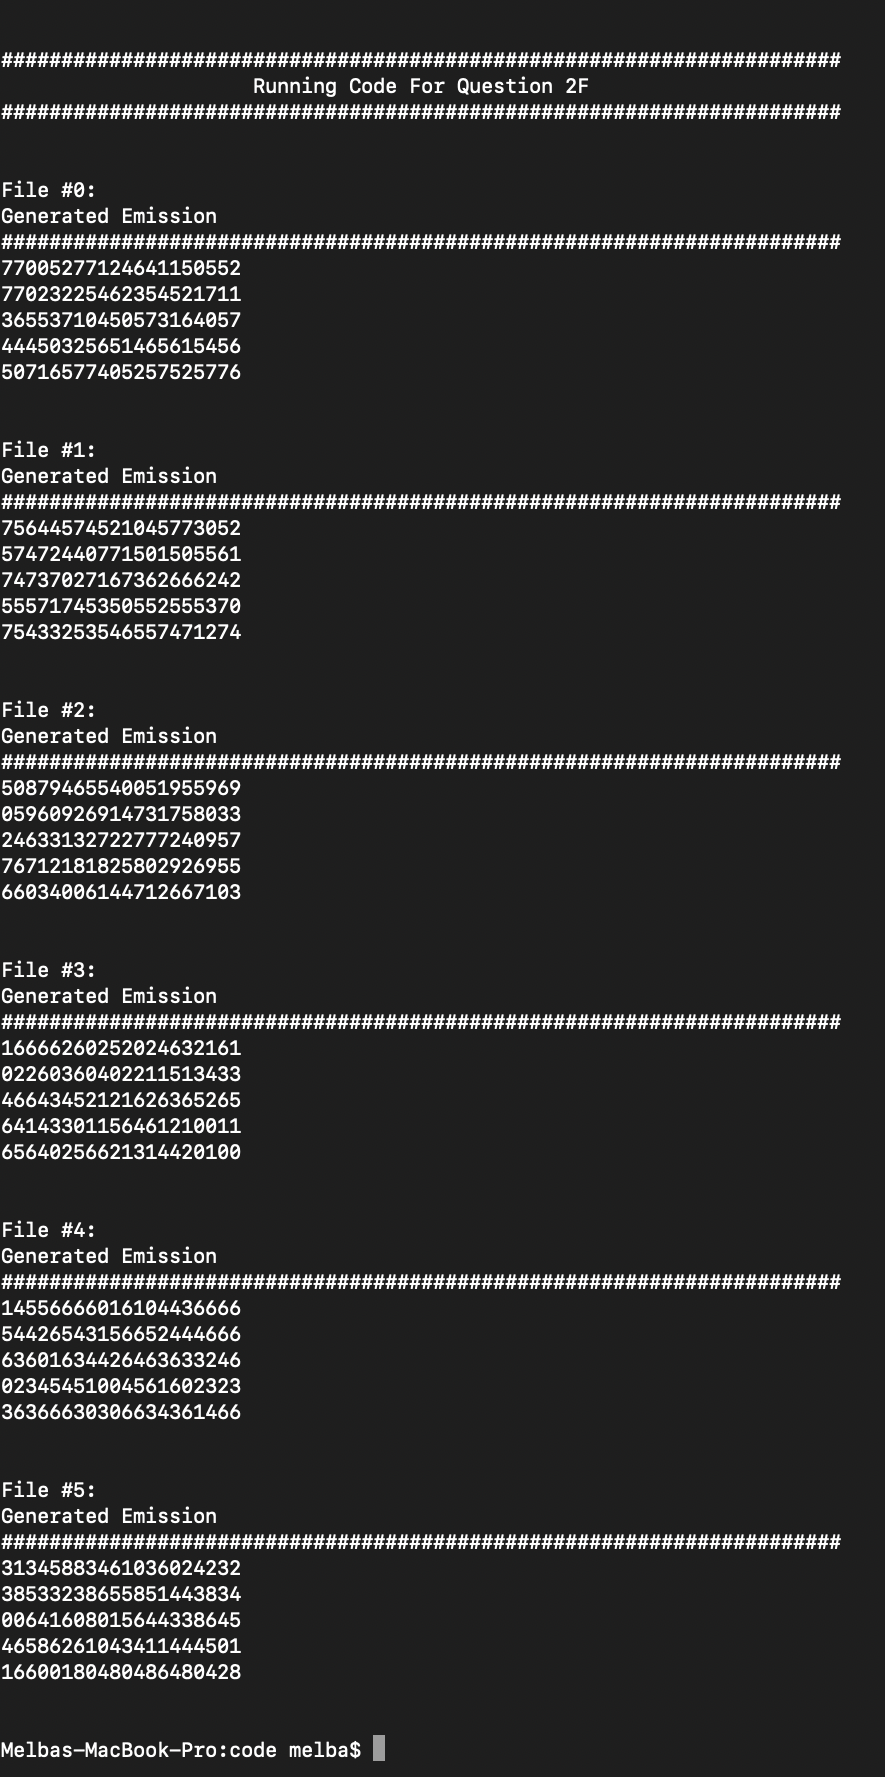 ######################################################################
Running Code For Question 2F
######################################################################
File #0:
Generated Emission
######################################################################
77005277124641150552
77023225462354521711
36553710450573164057
44450325651465615456
50716577405257525776
File #1:
Generated Emission
######################################################################
75644574521045773052
57472440771501505561
74737027167362666242
55571745350552555370
75433253546557471274
File #2:
Generated Emission
######################################################################
50879465540051955969
05960926914731758033
24633132722777240957
76712181825802926955
66034006144712667103
File #3:
Generated Emission
######################################################################
16666260252024632161
02260360402211513433
46643452121626365265
64143301156461210011
65640256621314420100
File #4:
Generated Emission
######################################################################
14556666016104436666
54426543156652444666
63601634426463633246
02345451004561602323
36366630306634361466
File #5:
Generated Emission
######################################################################
31345883461036024232
38533238655851443834
00641608015644338645
46586261043411444501
16600180480486480428
Melbas-MacBook-Pro:code melba$